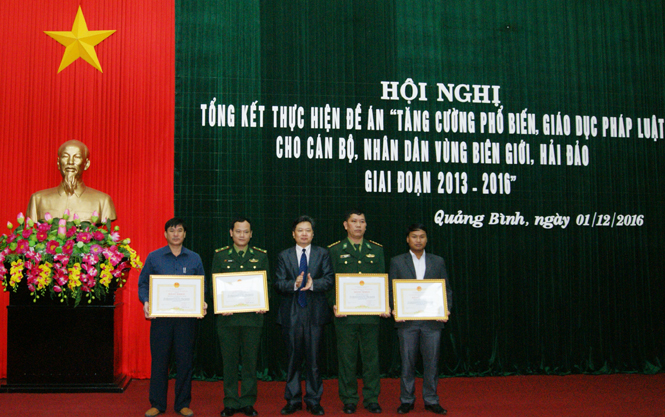 HỘI NGHỊ
TỔNG KẾT THỰC HIỆN ĐỀ ÁN "TĂNG CƯỜNG PHỔ BIẾN, GIÁO DỤC PHÁP LUẬT
CHO CÁN BỘ, NHÂN DÂN VÙNG BIÊN GIỚI, HẢI ĐẢO
GIAI ĐOẠN 2013 - 2016"
Quảng Bình, ngày 01/12/2016